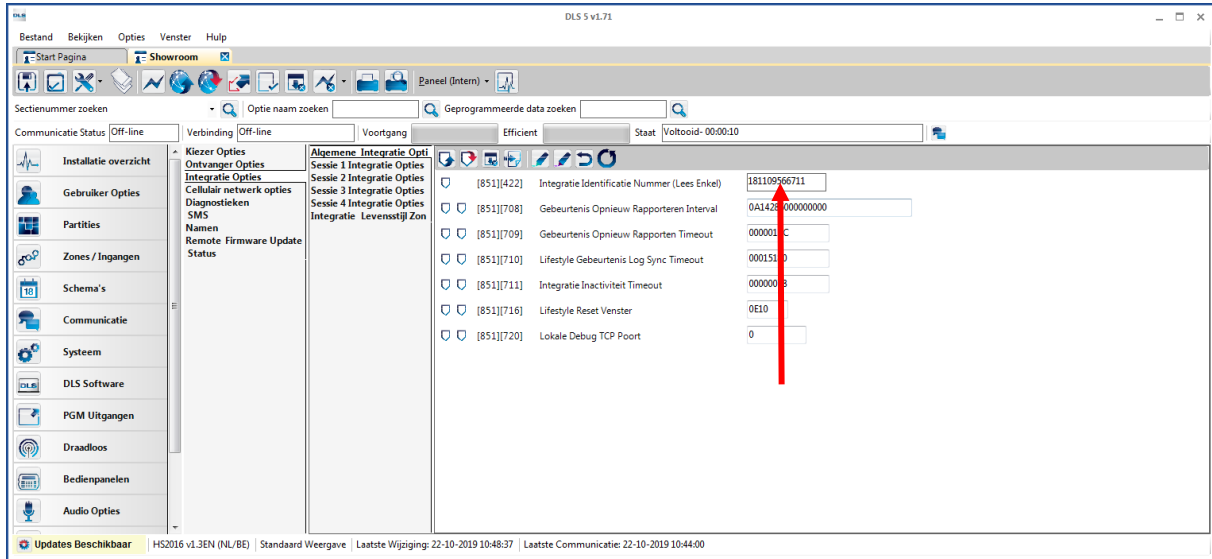 DLS 5 v1.71
Bestand Bekijken Opties Venster Hulp
Start Pagina Showroom
Paneel (Intern)
Sectienummer zoeken Optie naam zoeken Geprogrammeerde data zoeken
Communicatie Status Off-line Verbinding Off-line Voortgang Efficient Staat Voltooid- 00:00:10
Installatie overzicht
Gebruiker Opties
Partities
Zones / Ingangen
18 Schema's
Communicatie
Systeem
DLS DLS Software
PGM Uitgangen
Draadloos
Bedienpanelen
Audio Opties
Kiezer Opties
Ontvanger Opties
Integratie Opties
Cellulair netwerk opties
Diagnostieken
SMS
Namen
Remote Firmware Update
Status
Algemene Integratie Opti
Sessie 1 Integratie Opties
Sessie 2 Integratie Opties
Sessie 3 Integratie Opties
Sessie 4 Integratie Opties
Integratie Levensstijl Zon
[851][422] Integratie Identificatie Nummer (Lees Enkel) 181109566711
[851][708] Gebeurtenis Opnieuw Rapporteren Interval
[851][709] Gebeurtenis Opnieuw Rapporten Timeout
[851][710] Lifestyle Gebeurtenis Log Sync Timeout
[851][711] Integratie Inactiviteit Timeout
[851][716] Lifestyle Reset Venster 0E10
[851][720] Lokale Debug TCP Poort 0
Updates Beschikbaar HS2016 v1.3EN (NL/BE) Standaard Weergave Laatste Wijziging: 22-10-2019 10:48:37 Laatste Communicatie: 22-10-2019 10:44:00